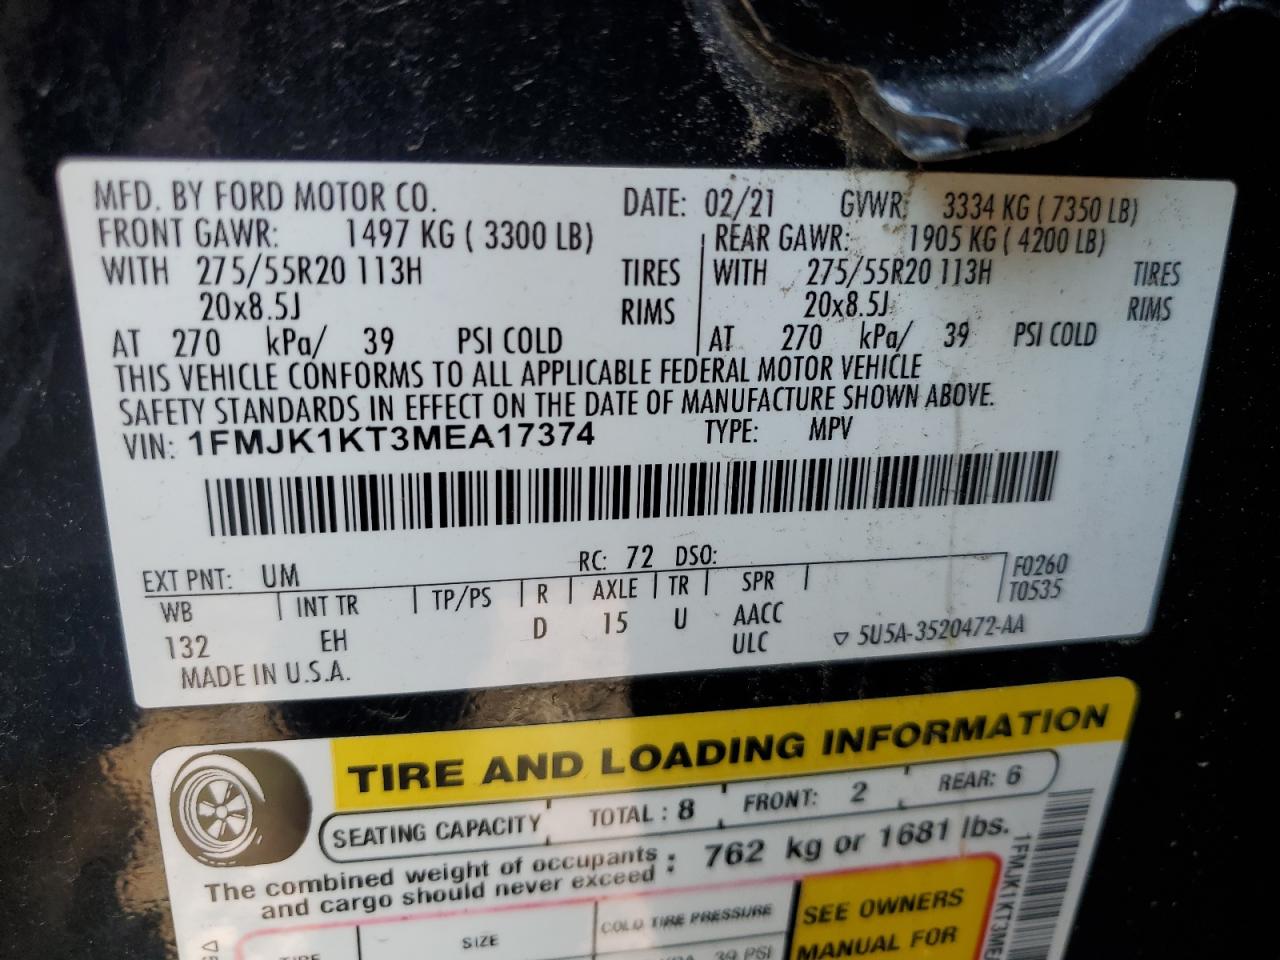 MFD. BY FORD MOTOR CO. DATE: 02/21 GVWR: 3334 KG ( 7350 LB)
FRONT GAWR: 1497 KG ( 3300 LB) REAR GAWR: 1905 KG ( 4200 LB)
WITH 275/55R20 113H TIRES WITH 275/55R20 113H TIRES
20x8.5J RIMS 20x8.5J RIMS
AT 270 kPa/ 39 PSI COLD AT 270 kPa/ 39 PSI COLD
THIS VEHICLE CONFORMS TO ALL APPLICABLE FEDERAL MOTOR VEHICLE
SAFETY STANDARDS IN EFFECT ON THE DATE OF MANUFACTURE SHOWN ABOVE.
VIN: 1FMJK1KT3MEA17374 TYPE: MPV
EXT PNT: UM RC: 72 DSO: F0260
WB INT TR TP/PS R AXLE TR SPR T0535
132 EH D 15 U AACC
ULC ▽ 5U5A-3520472-AA
MADE IN U.S.A.
TIRE AND LOADING INFORMATION
SEATING CAPACITY TOTAL : 8 FRONT: 2 REAR: 6
The combined weight of occupants
and cargo should never exceed : 762 kg or 1681 lbs.
SIZE COLD TIRE PRESSURE SEE OWNERS
TIRE 39 PSI MANUAL FOR
1FMJK1KT3ME